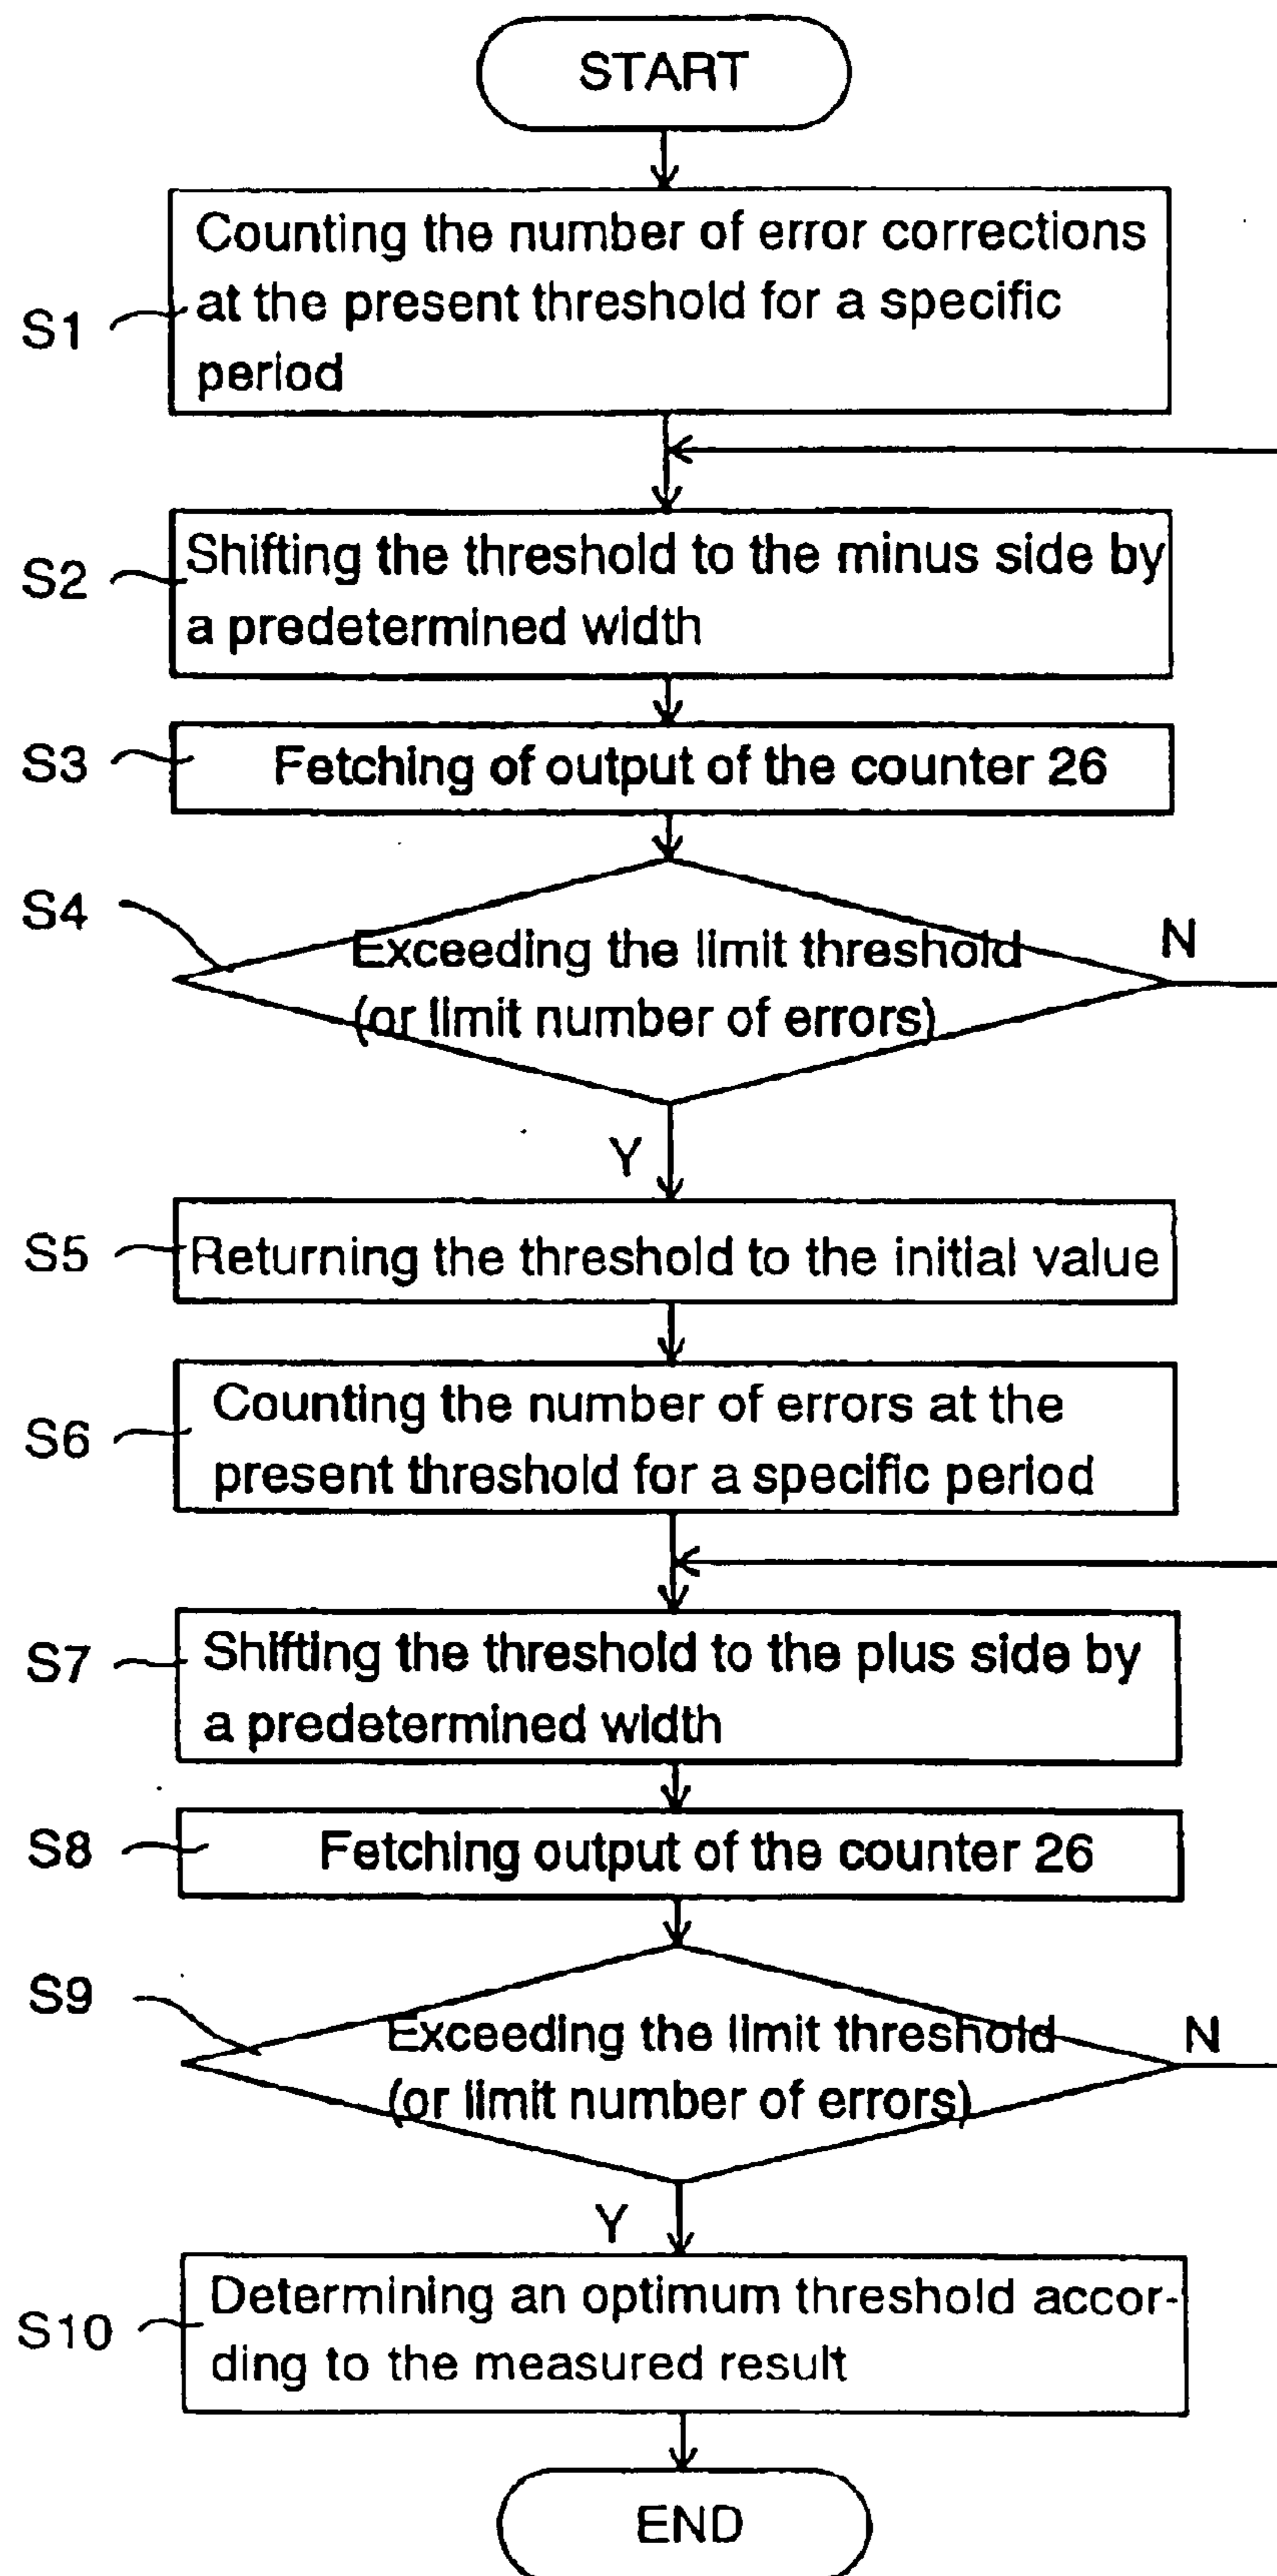 START
Counting the number of error corrections
at the present threshold for a specific
period
S1
Shifting the threshold to the minus side by
a predetermined width
S2
Fetching of output of the counter 26
S3
S4
Exceeding the limit threshold
(or limit number of errors)
N
Y
Returning the threshold to the initial value
S5
Counting the number of errors at the
present threshold for a specific period
S6
Shifting the threshold to the plus side by
a predetermined width
S7
Fetching output of the counter 26
S8
S9
Exceeding the limit threshold
(or limit number of errors)
N
Y
Determining an optimum threshold accor-
ding to the measured result
S10
END